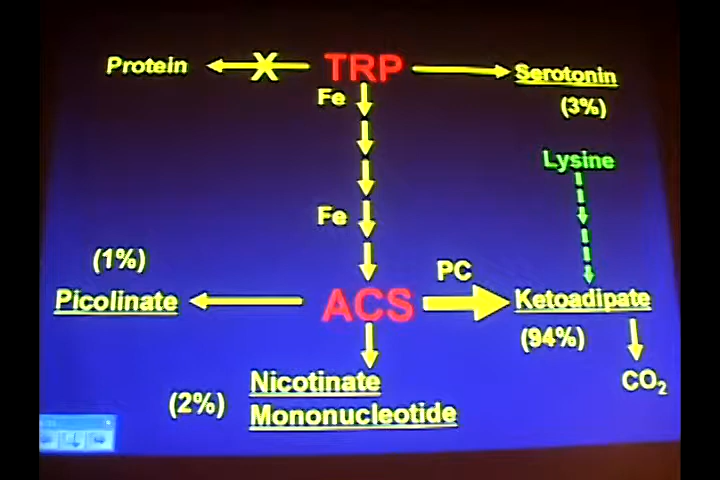 Protein
X
TRP
Serotonin
(3%)
Fe
Lysine
Fe
(1%)
Picolinate
ACS
PC
Ketoadipate
(94%)
CO₂
(2%)
Nicotinate
Mononucleotide